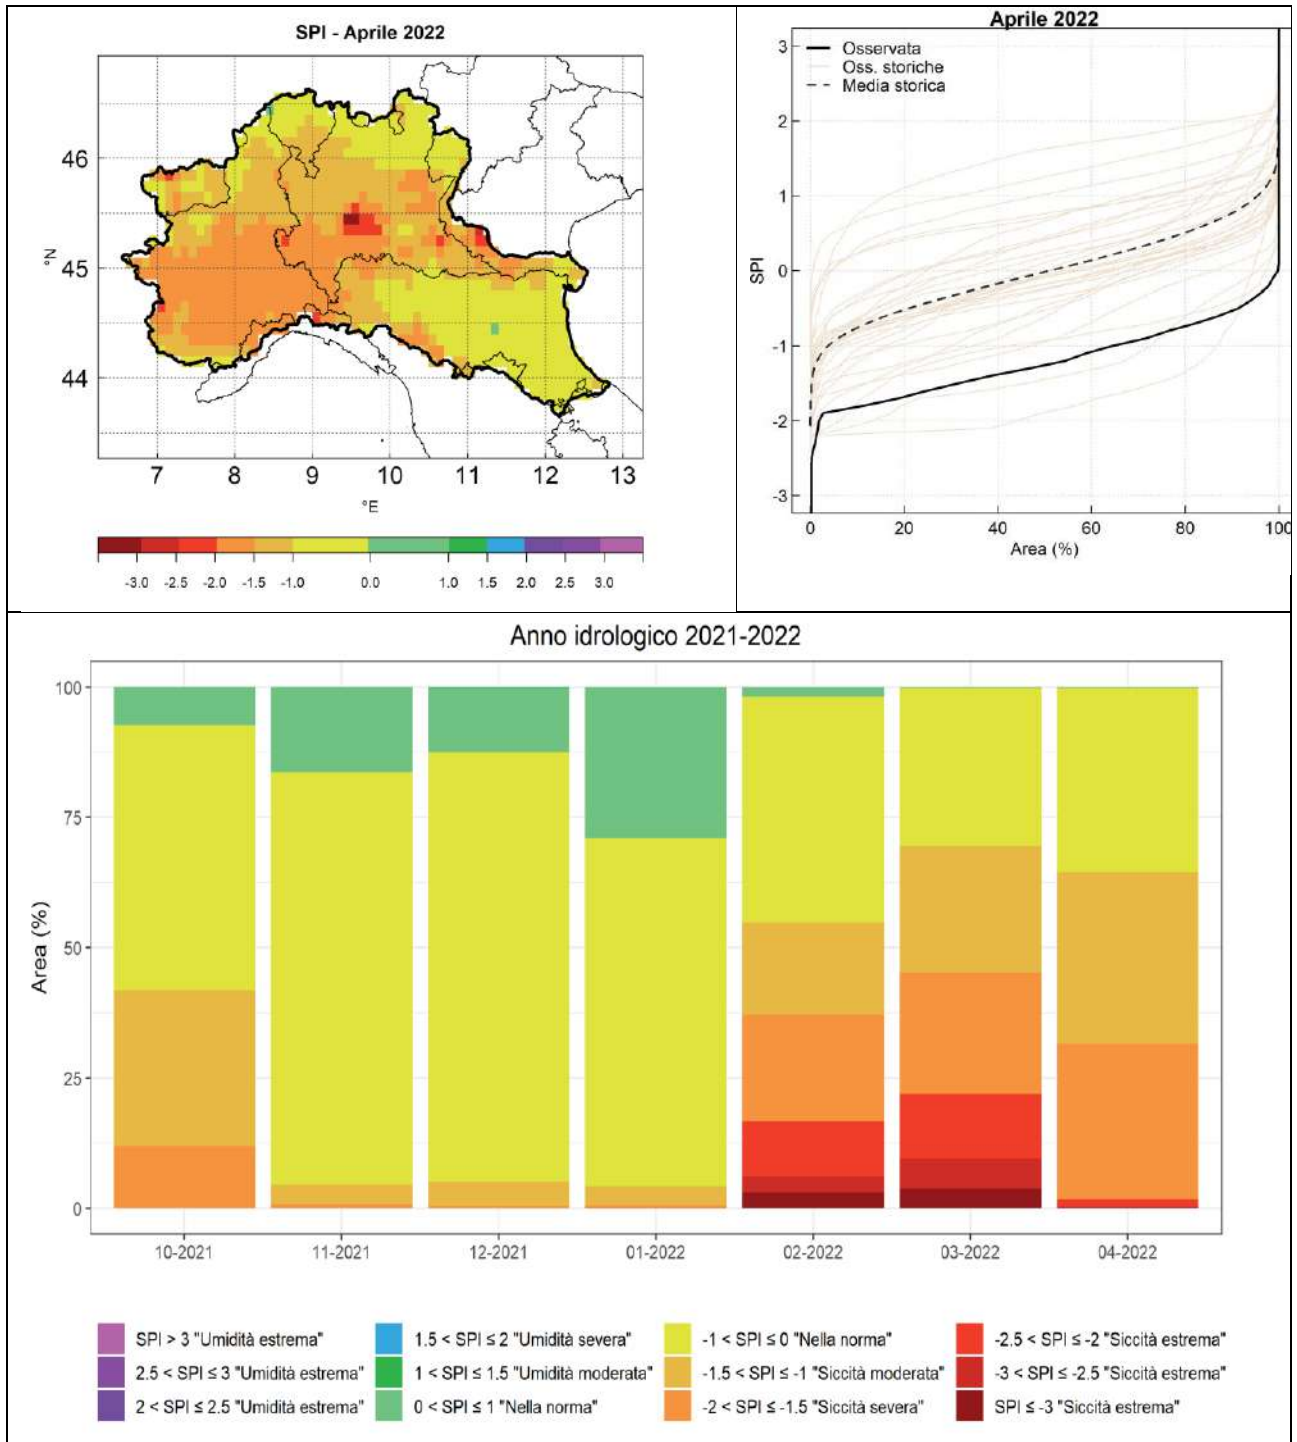 SPI - Aprile 2022
46
45
44
°N
7 8 9 10 11 12 13
°E
-3.0 -2.5 -2.0 -1.5 -1.0 0.0 1.0 1.5 2.0 2.5 3.0
Aprile 2022
Osservata
Oss. storiche
Media storica
3
2
1
0
-1
-2
-3
SPI
0 20 40 60 80 100
Area (%)
Anno idrologico 2021-2022
100
75
50
25
0
Area (%)
10-2021 11-2021 12-2021 01-2022 02-2022 03-2022 04-2022
SPI > 3 "Umidità estrema" 1.5 < SPI ≤ 2 "Umidità severa" -1 < SPI ≤ 0 "Nella norma" -2.5 < SPI ≤ -2 "Siccità estrema"
2.5 < SPI ≤ 3 "Umidità estrema" 1 < SPI ≤ 1.5 "Umidità moderata" -1.5 < SPI ≤ -1 "Siccità moderata" -3 < SPI ≤ -2.5 "Siccità estrema"
2 < SPI ≤ 2.5 "Umidità estrema" 0 < SPI ≤ 1 "Nella norma" -2 < SPI ≤ -1.5 "Siccità severa" SPI ≤ -3 "Siccità estrema"